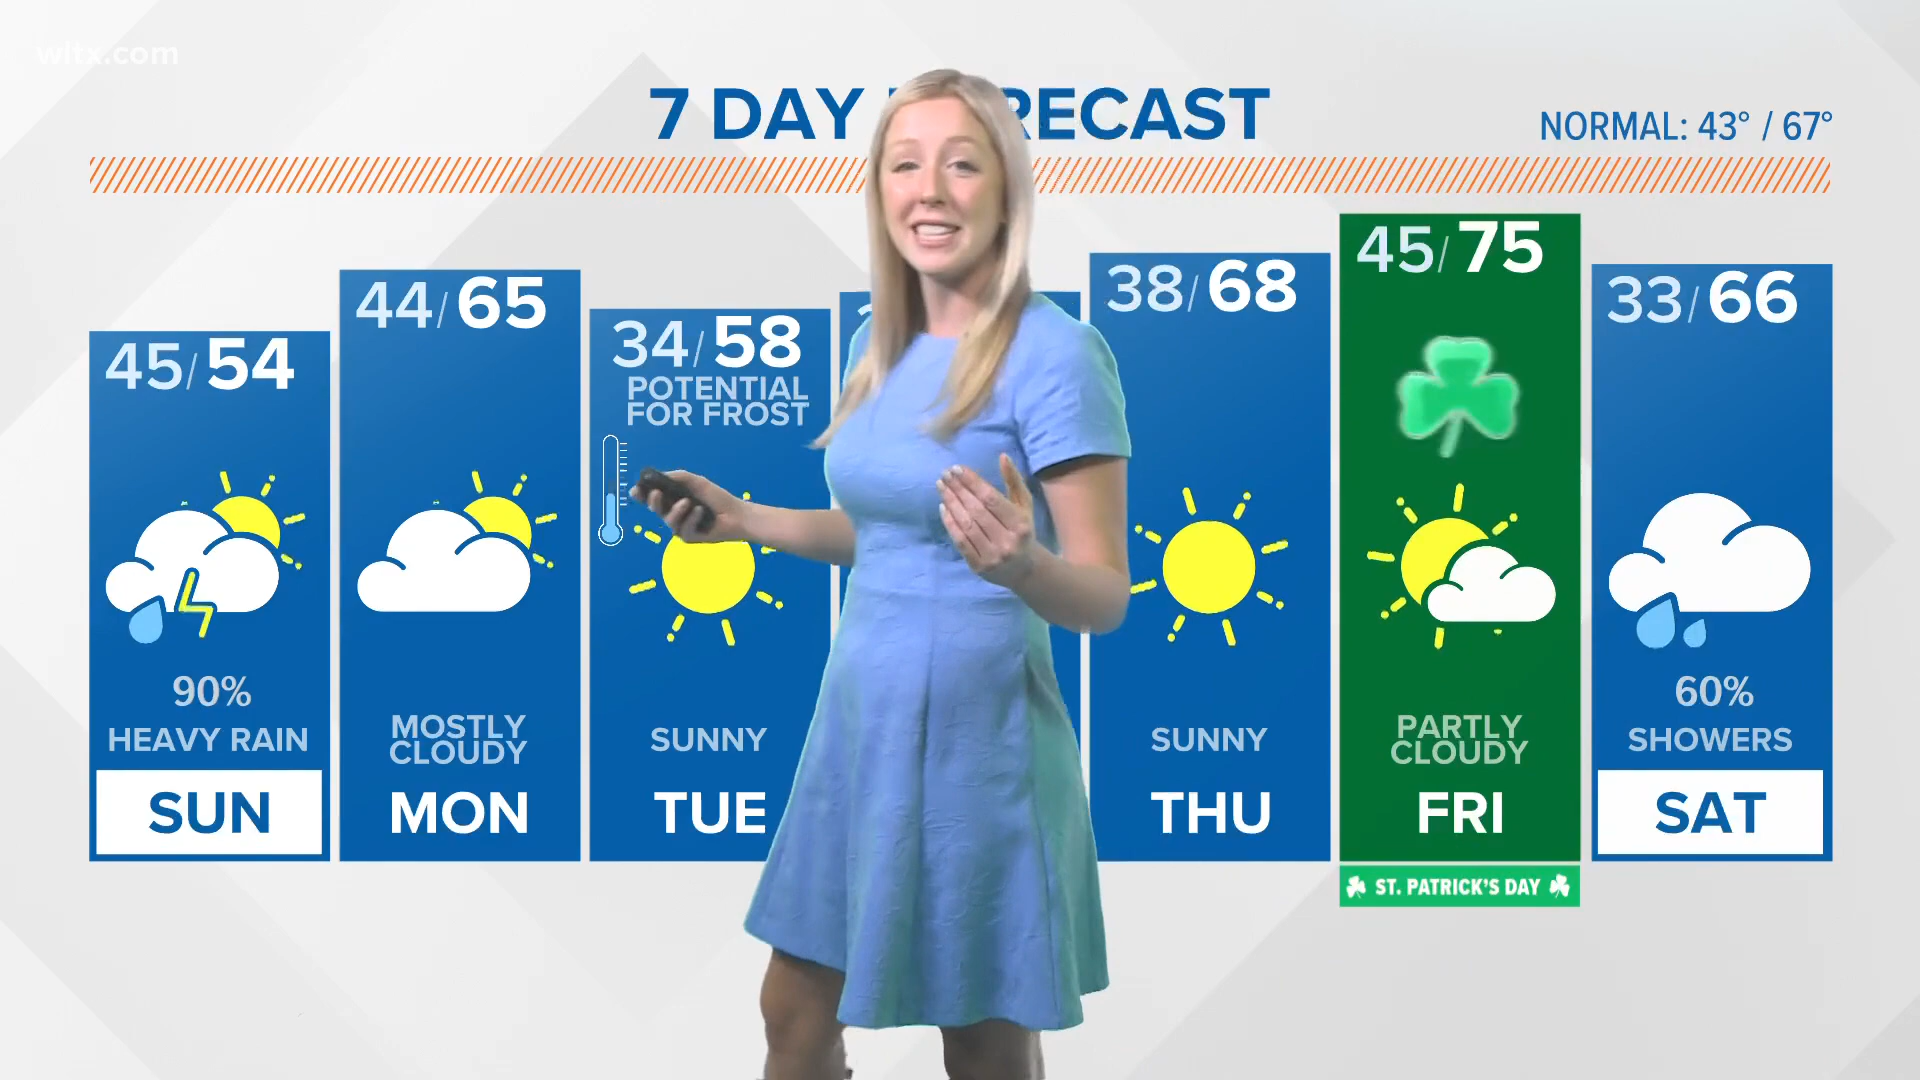 wltx.com
7 DAY RECAST
NORMAL: 43° / 67°
45/54
90%
HEAVY RAIN
SUN
44/65
MOSTLY
CLOUDY
MON
34/58
POTENTIAL
FOR FROST
SUNNY
TUE
38/68
SUNNY
THU
45/75
PARTLY
CLOUDY
FRI
ST. PATRICK'S DAY
33/66
60%
SHOWERS
SAT